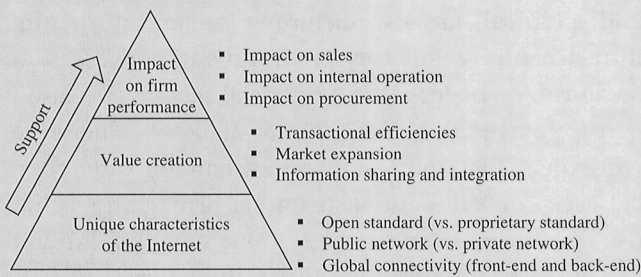 Impact
on firm
performance
▪ Impact on sales
▪ Impact on internal operation
▪ Impact on procurement
Support
Value creation
▪ Transactional efficiencies
▪ Market expansion
▪ Information sharing and integration
Unique characteristics
of the Internet
▪ Open standard (vs. proprietary standard)
▪ Public network (vs. private network)
▪ Global connectivity (front-end and back-end)